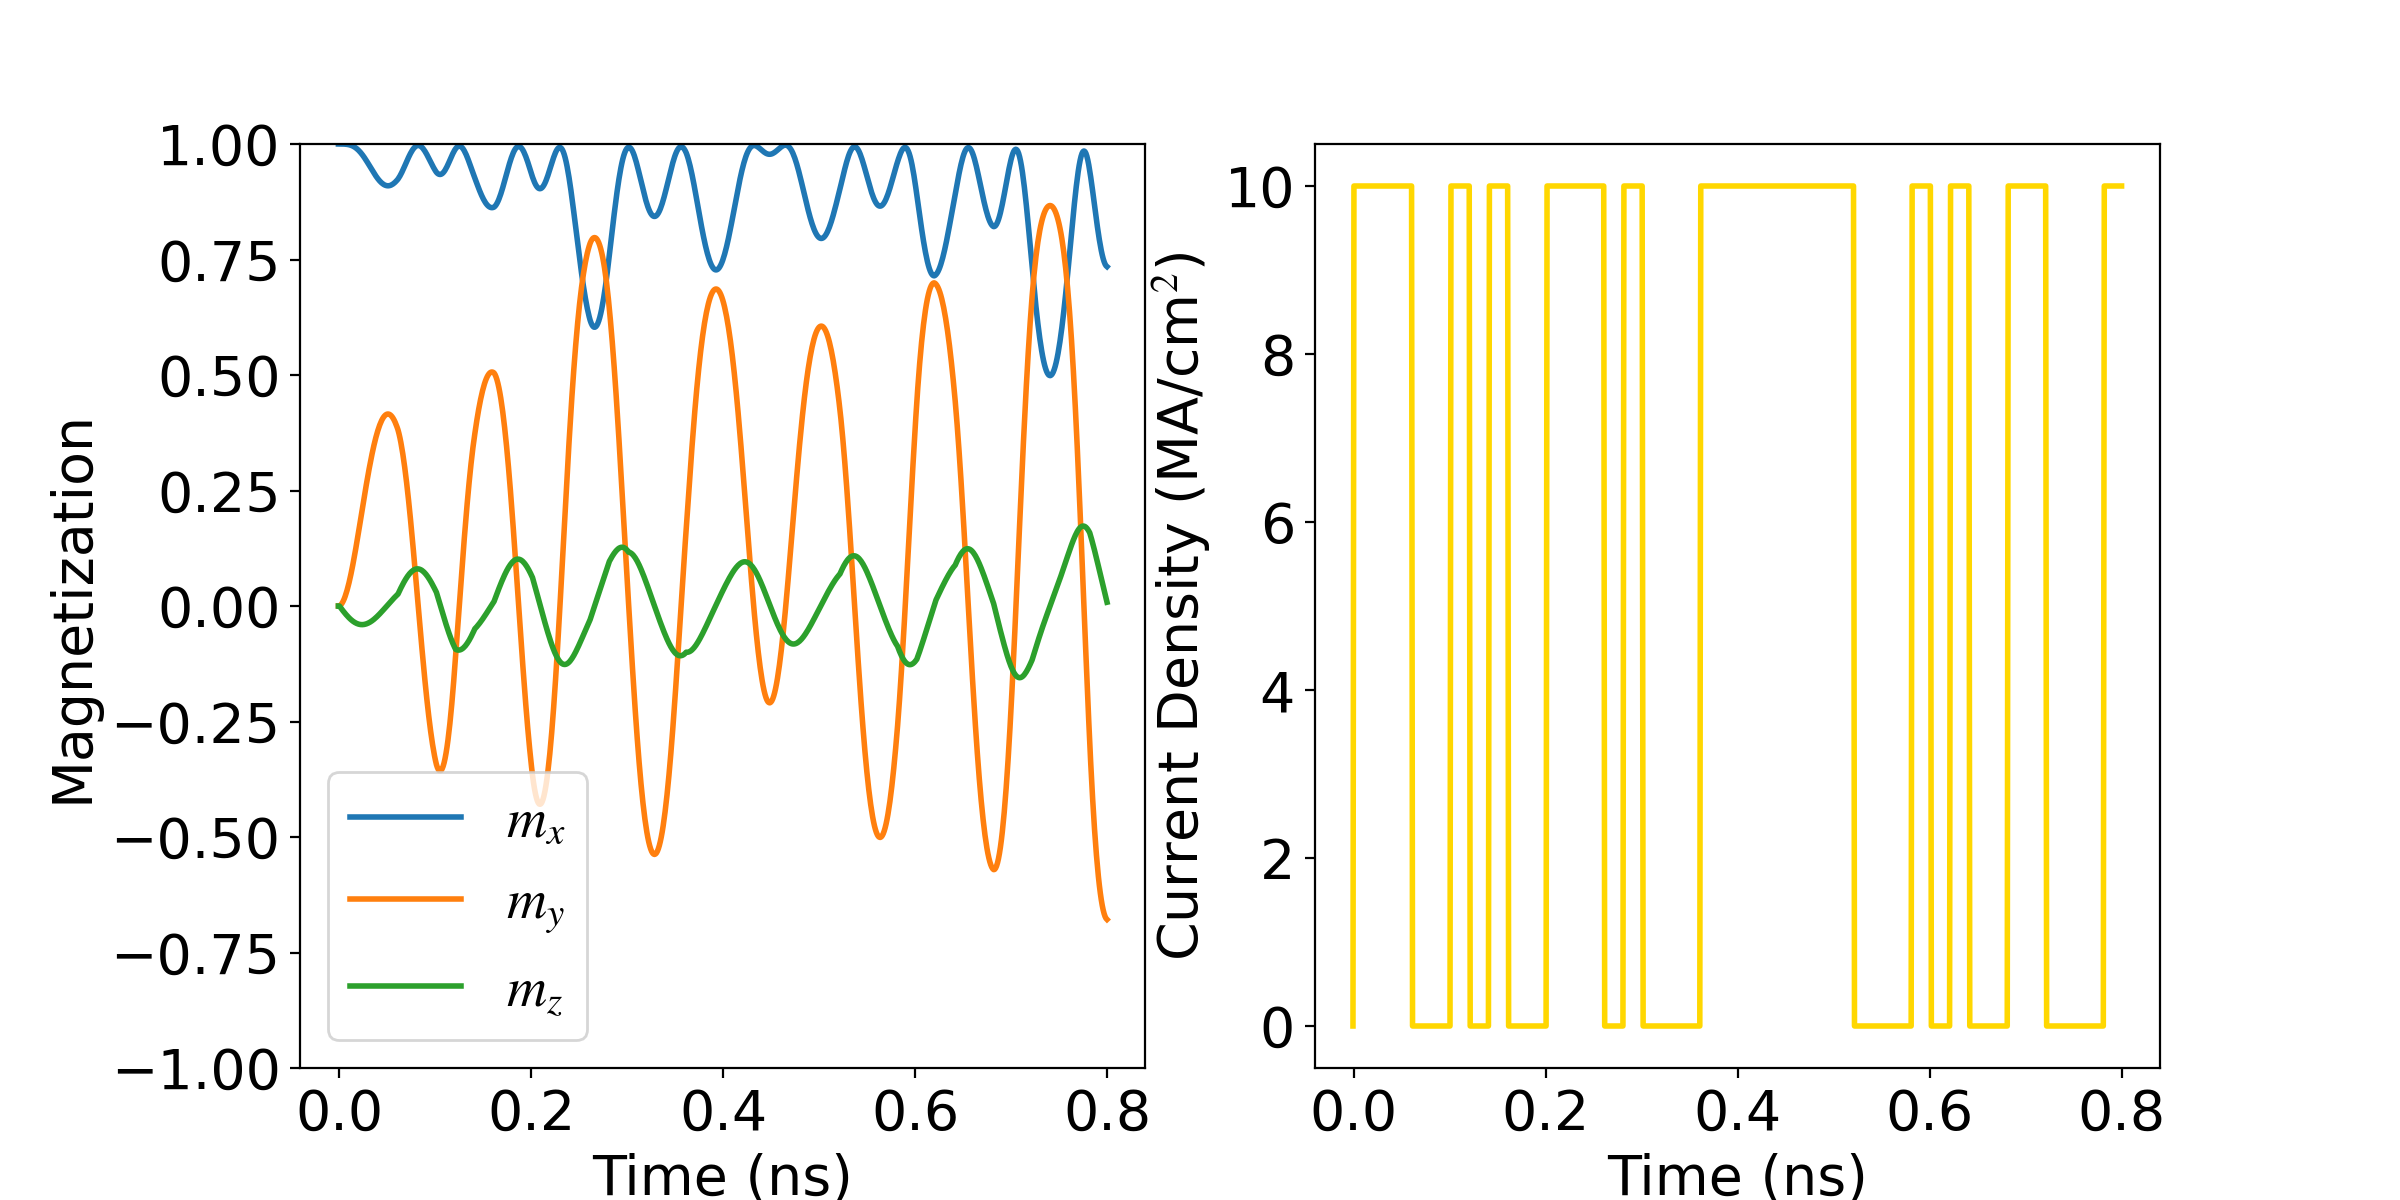 Magnetization
1.00
0.75
0.50
0.25
0.00
−0.25
−0.50
−0.75
−1.00
m_x
m_y
m_z
0.0 0.2 0.4 0.6 0.8
Time (ns)
Current Density (MA/cm²)
10
8
6
4
2
0
0.0 0.2 0.4 0.6 0.8
Time (ns)